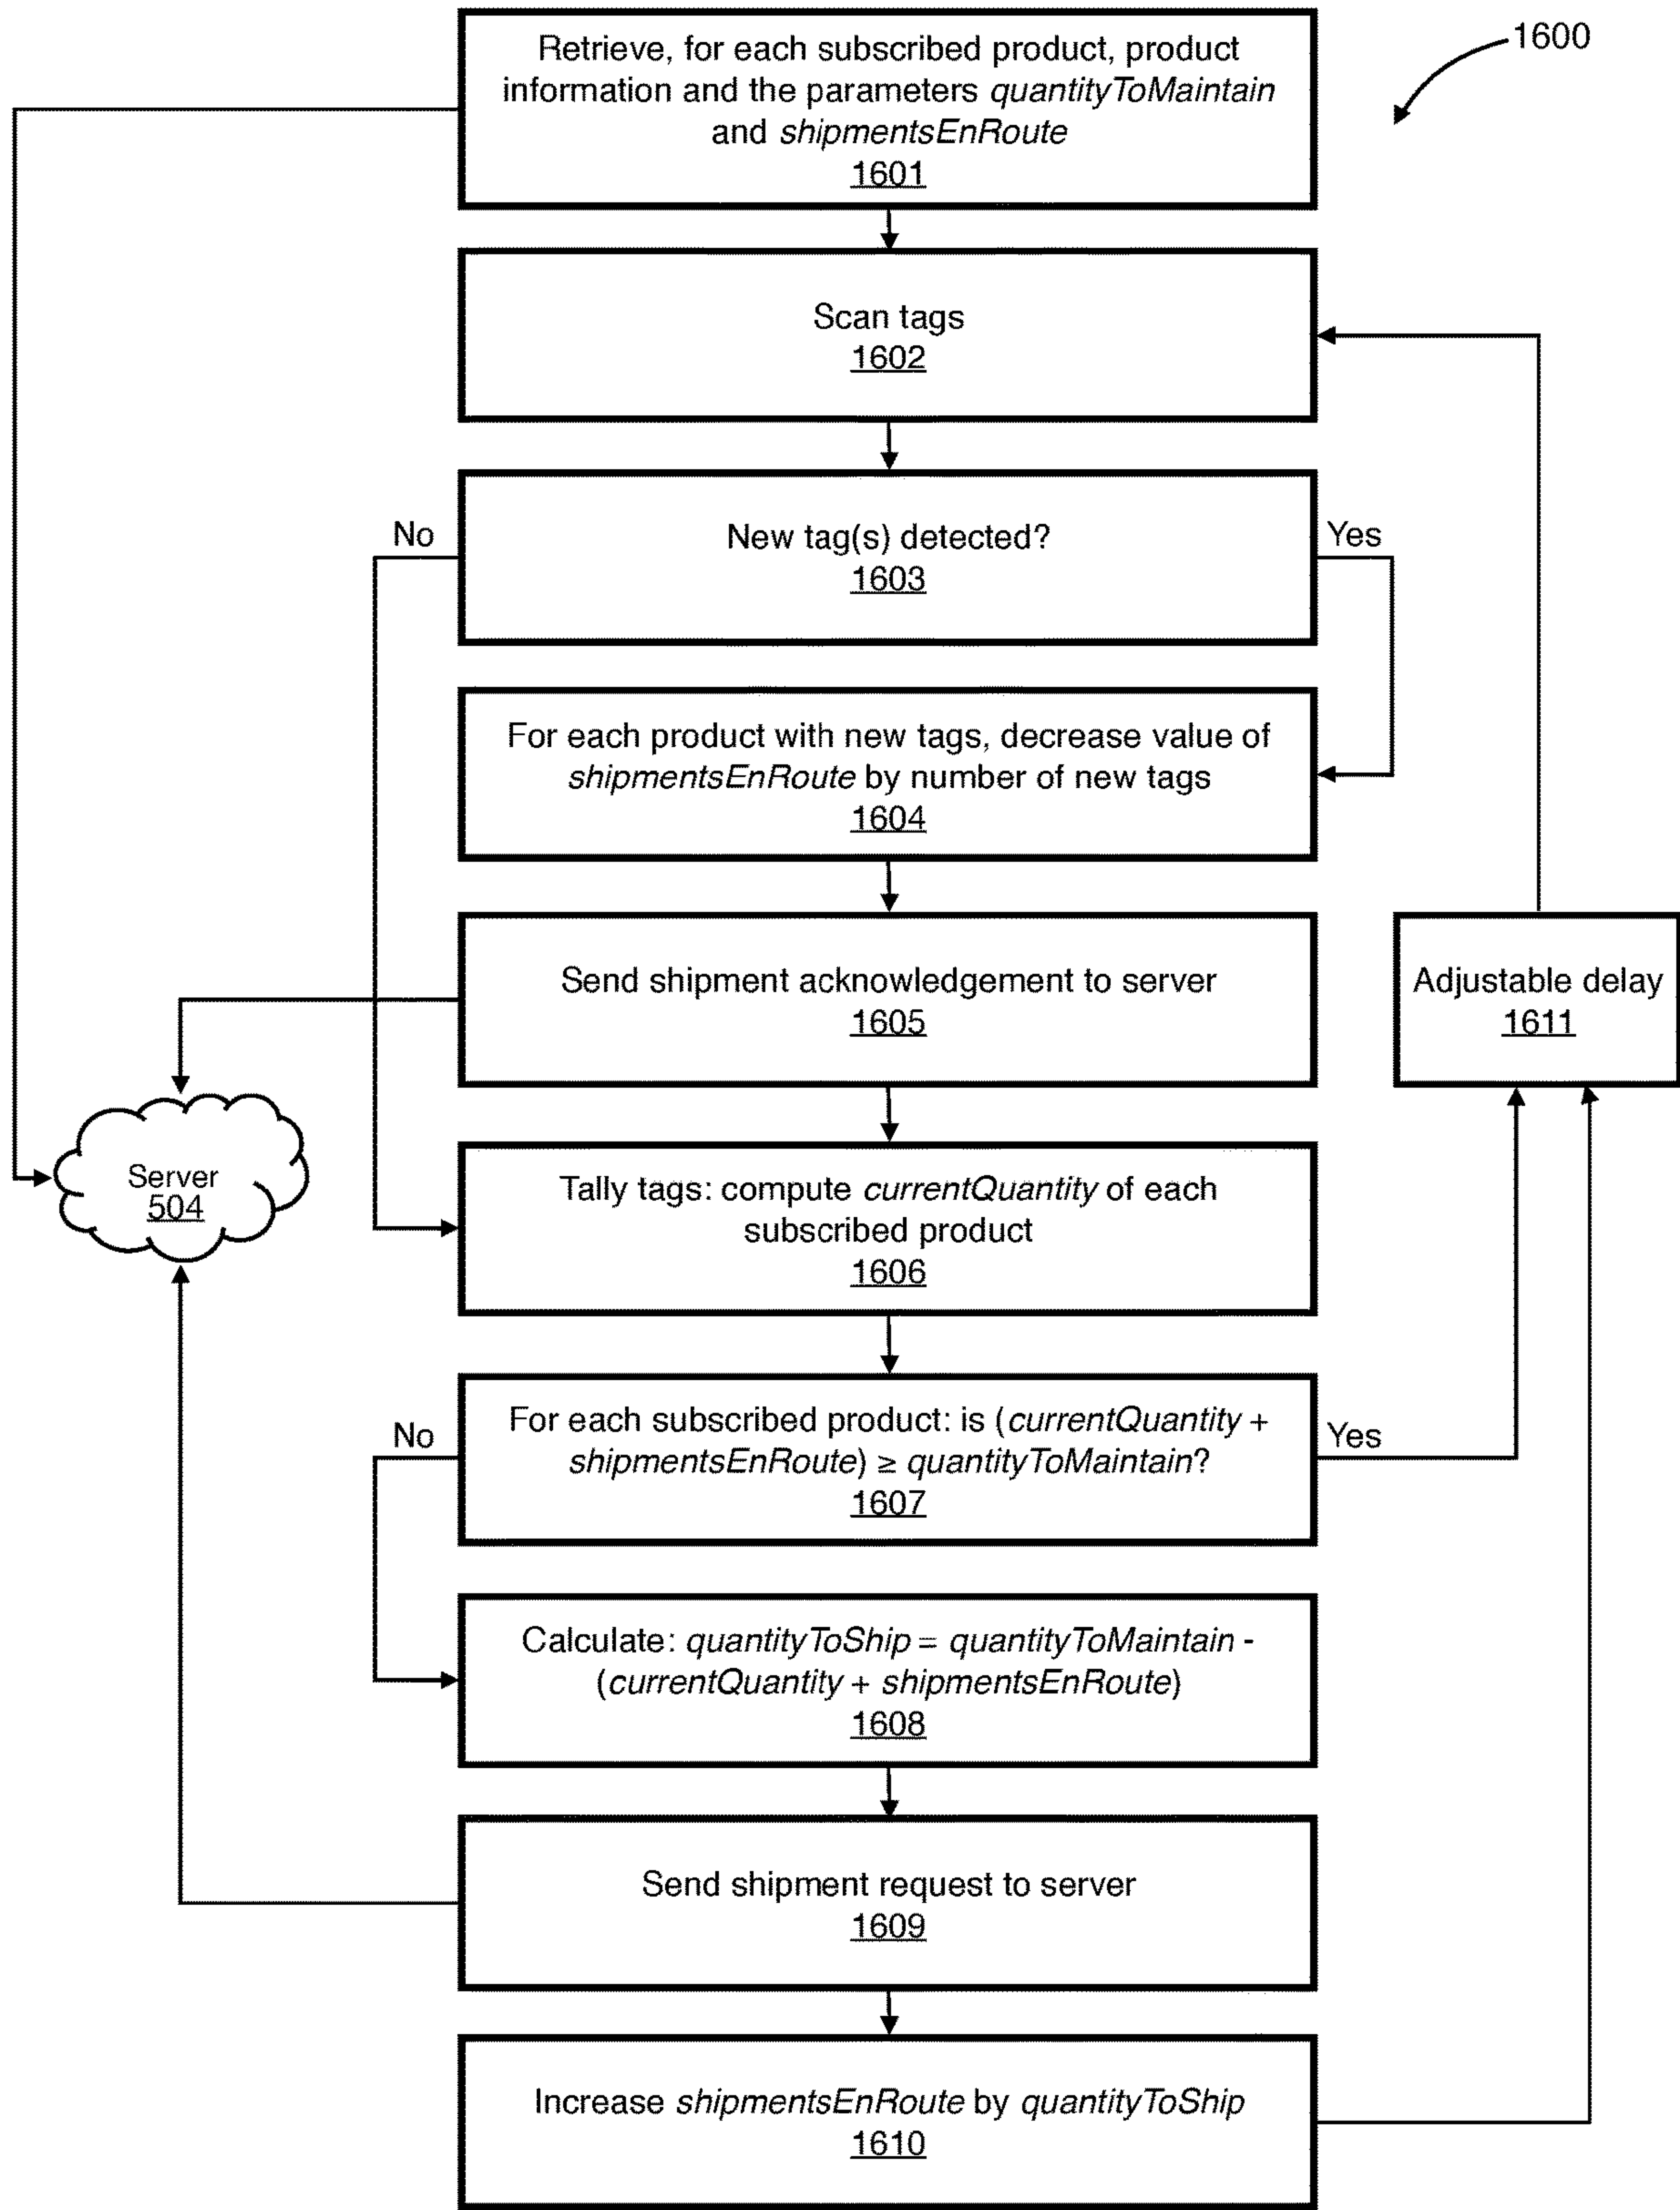 Retrieve, for each subscribed product, product
information and the parameters quantityToMaintain
and shipmentsEnRoute
1601
1600
Scan tags
1602
No
New tag(s) detected?
1603
Yes
For each product with new tags, decrease value of
shipmentsEnRoute by number of new tags
1604
Send shipment acknowledgement to server
1605
Adjustable delay
1611
Server
504
Tally tags: compute currentQuantity of each
subscribed product
1606
No
For each subscribed product: is (currentQuantity +
shipmentsEnRoute) ≥ quantityToMaintain?
1607
Yes
Calculate: quantityToShip = quantityToMaintain -
(currentQuantity + shipmentsEnRoute)
1608
Send shipment request to server
1609
Increase shipmentsEnRoute by quantityToShip
1610